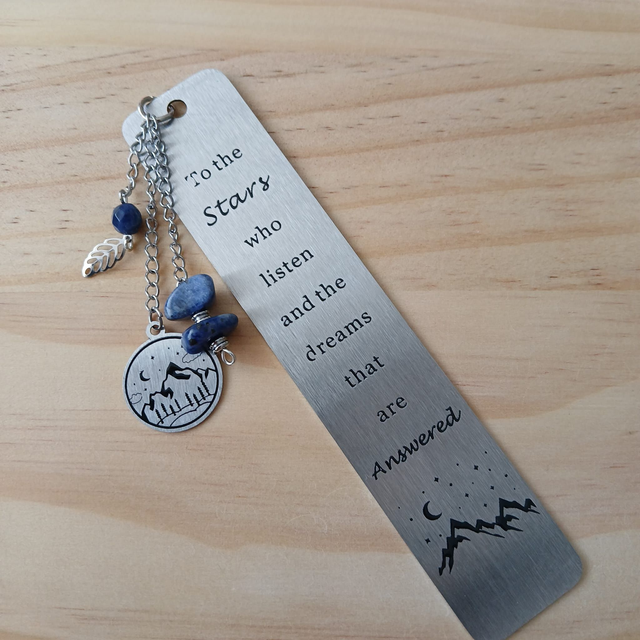 To the
Stars
who
listen
and the
dreams
that
are
Answered